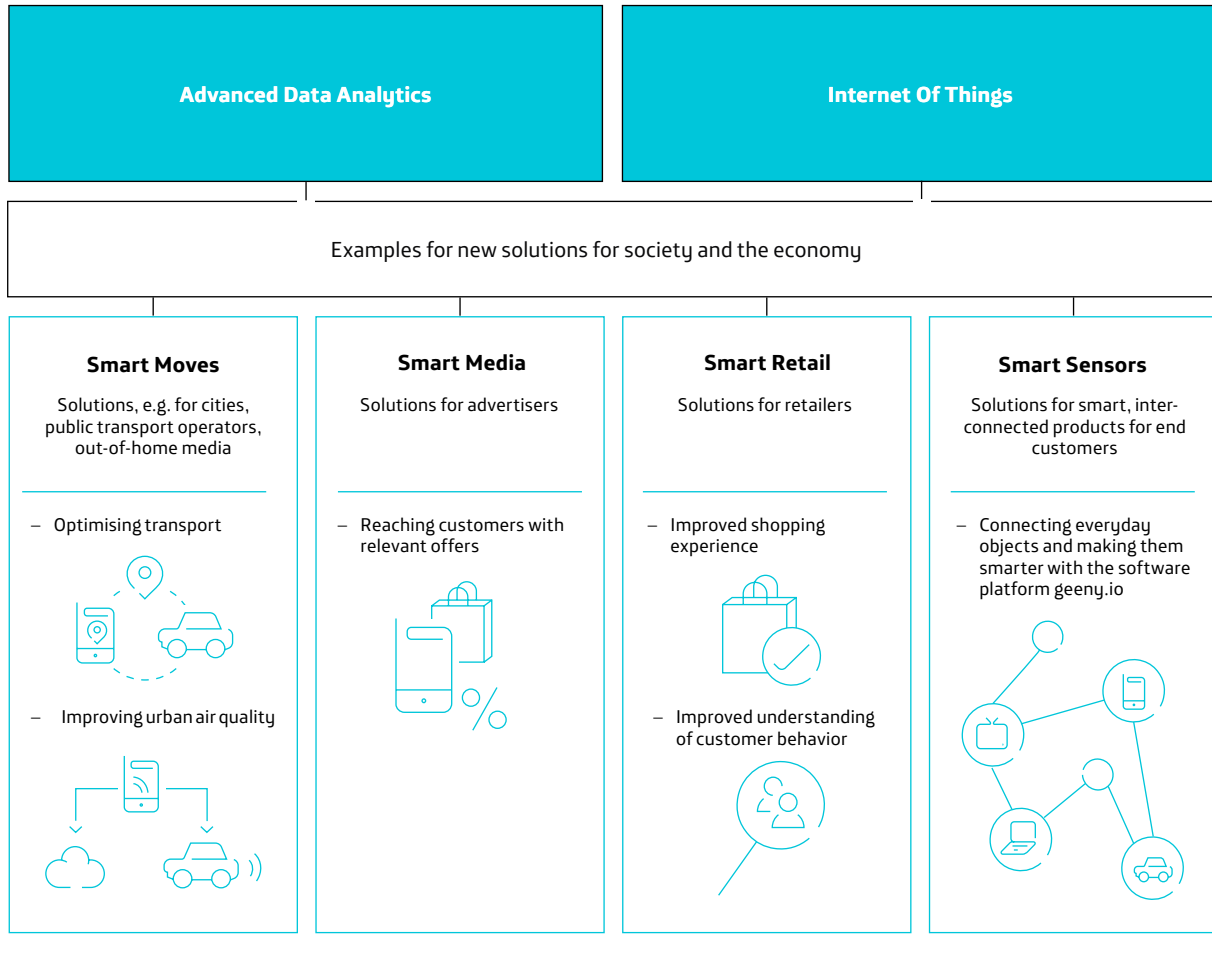 Advanced Data Analytics
Internet Of Things
Examples for new solutions for society and the economy
Smart Moves
Solutions, e.g. for cities,
public transport operators,
out-of-home media
– Optimising transport
– Improving urban air quality
Smart Media
Solutions for advertisers
– Reaching customers with
relevant offers
Smart Retail
Solutions for retailers
– Improved shopping
experience
– Improved understanding
of customer behavior
Smart Sensors
Solutions for smart, inter-
connected products for end
customers
– Connecting everyday
objects and making them
smarter with the software
platform geeny.io